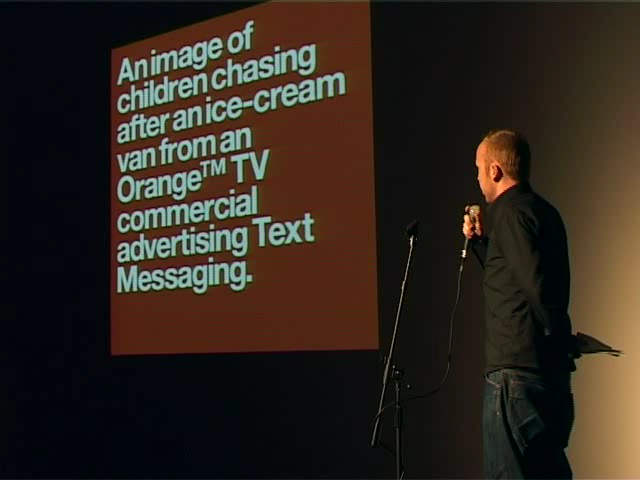 An image of
children chasing
after an ice-cream
van from an
Orange™ TV
commercial
advertising Text
Messaging.